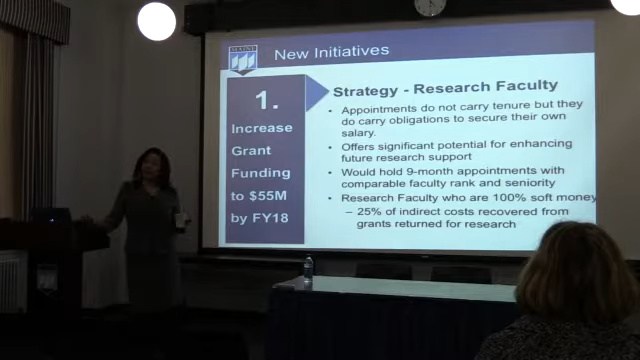 MAINE
New Initiatives
1.
Increase
Grant
Funding
to $55M
by FY18
Strategy - Research Faculty
• Appointments do not carry tenure but they
do carry obligations to secure their own
salary.
• Offers significant potential for enhancing
future research support
• Would hold 9-month appointments with
comparable faculty rank and seniority
• Research Faculty who are 100% soft money
– 25% of indirect costs recovered from
grants returned for research